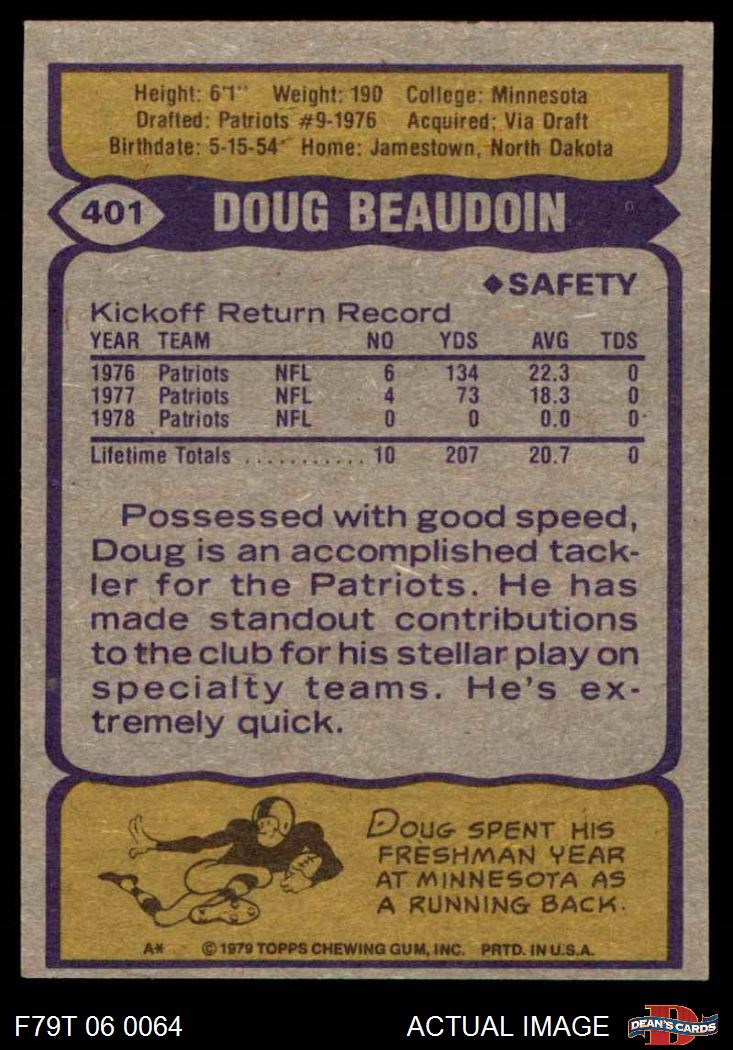 Height: 6'1" Weight: 190 College: Minnesota
Drafted: Patriots #9-1976 Acquired: Via Draft
Birthdate: 5-15-54 Home: Jamestown, North Dakota
401 DOUG BEAUDOIN
◆SAFETY
Kickoff Return Record
YEAR TEAM NO YDS AVG TDS
1976 Patriots NFL 6 134 22.3 0
1977 Patriots NFL 4 73 18.3 0
1978 Patriots NFL 0 0 0.0 0
Lifetime Totals ........... 10 207 20.7 0
Possessed with good speed,
Doug is an accomplished tack-
ler for the Patriots. He has
made standout contributions
to the club for his stellar play on
specialty teams. He's ex-
tremely quick.
DOUG SPENT HIS
FRESHMAN YEAR
AT MINNESOTA AS
A RUNNING BACK.
A* © 1979 TOPPS CHEWING GUM, INC. PRTD. IN U.S.A.
F79T 06 0064 ACTUAL IMAGE D DEAN'S CARDS